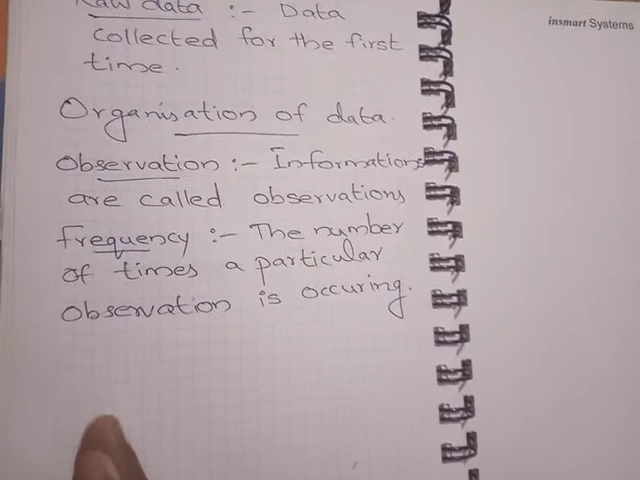 Raw data :- Data
collected for the first
time.
Organisation of data.
Observation :- Informations
are called observations
frequency :- The number
of times a particular
observation is occuring.
insmart Systems